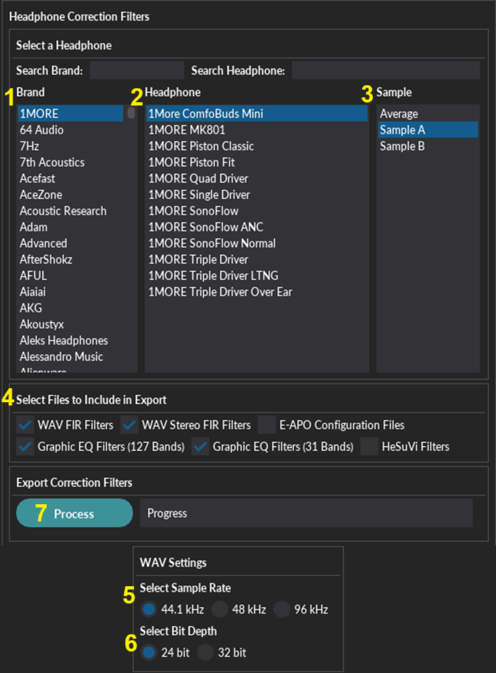 Headphone Correction Filters
Select a Headphone
Search Brand: Search Headphone:
1 Brand 2 Headphone 3 Sample
1MORE 1More ComfoBuds Mini Average
64 Audio 1MORE MK801 Sample A
7Hz 1MORE Piston Classic Sample B
7th Acoustics 1MORE Piston Fit
Acefast 1MORE Quad Driver
AceZone 1MORE Single Driver
Acoustic Research 1MORE SonoFlow
Adam 1MORE SonoFlow ANC
Advanced 1MORE SonoFlow Normal
AfterShokz 1MORE Triple Driver
AFUL 1MORE Triple Driver LTNG
Aiaiai 1MORE Triple Driver Over Ear
AKG
Akoustyx
Aleks Headphones
Alessandro Music
Alienware
4 Select Files to Include in Export
WAV FIR Filters WAV Stereo FIR Filters E-APO Configuration Files
Graphic EQ Filters (127 Bands) Graphic EQ Filters (31 Bands) HeSuVi Filters
Export Correction Filters
7 Process Progress
WAV Settings
5 Select Sample Rate
44.1 kHz 48 kHz 96 kHz
6 Select Bit Depth
24 bit 32 bit